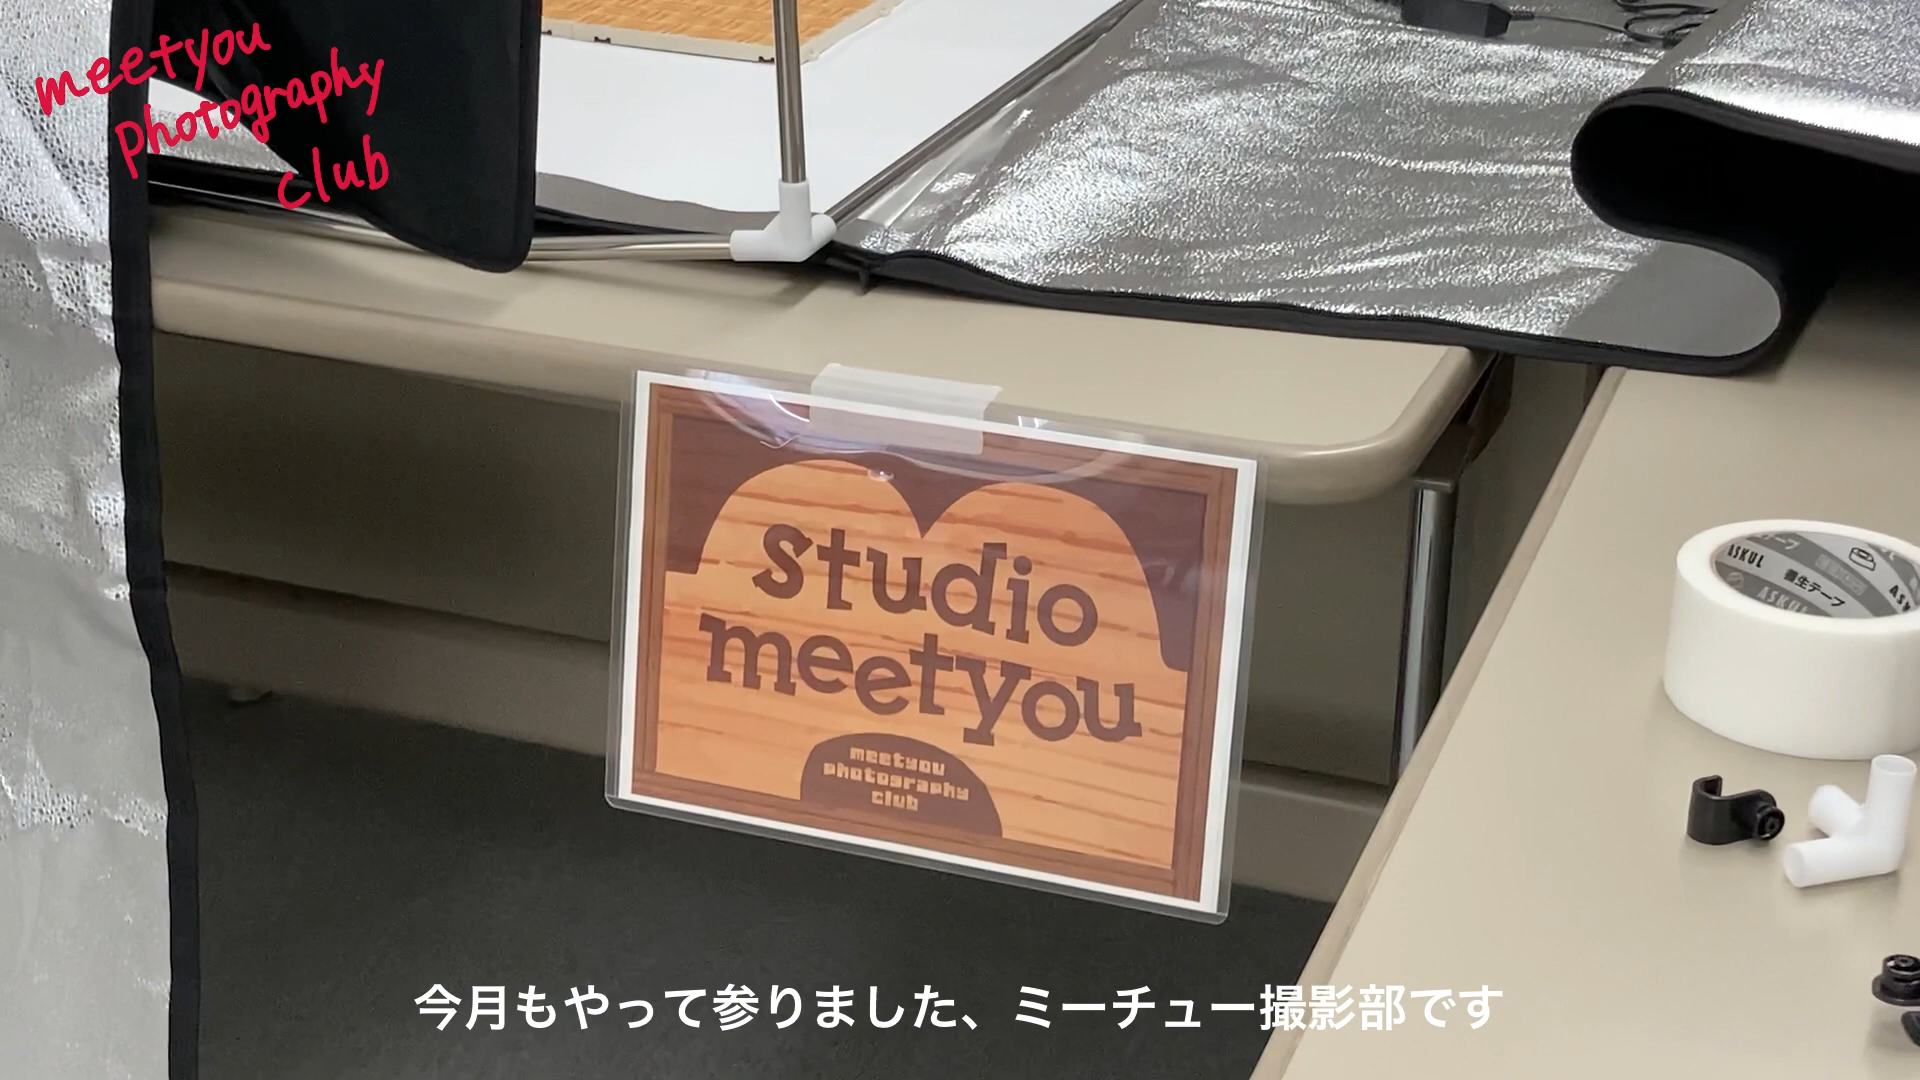 meetyou
photography
club
studio
meetyou
meetyou
photography
club
ASKUL
養生テープ
ASKUL
今月もやって参りました、ミーチュー撮影部です